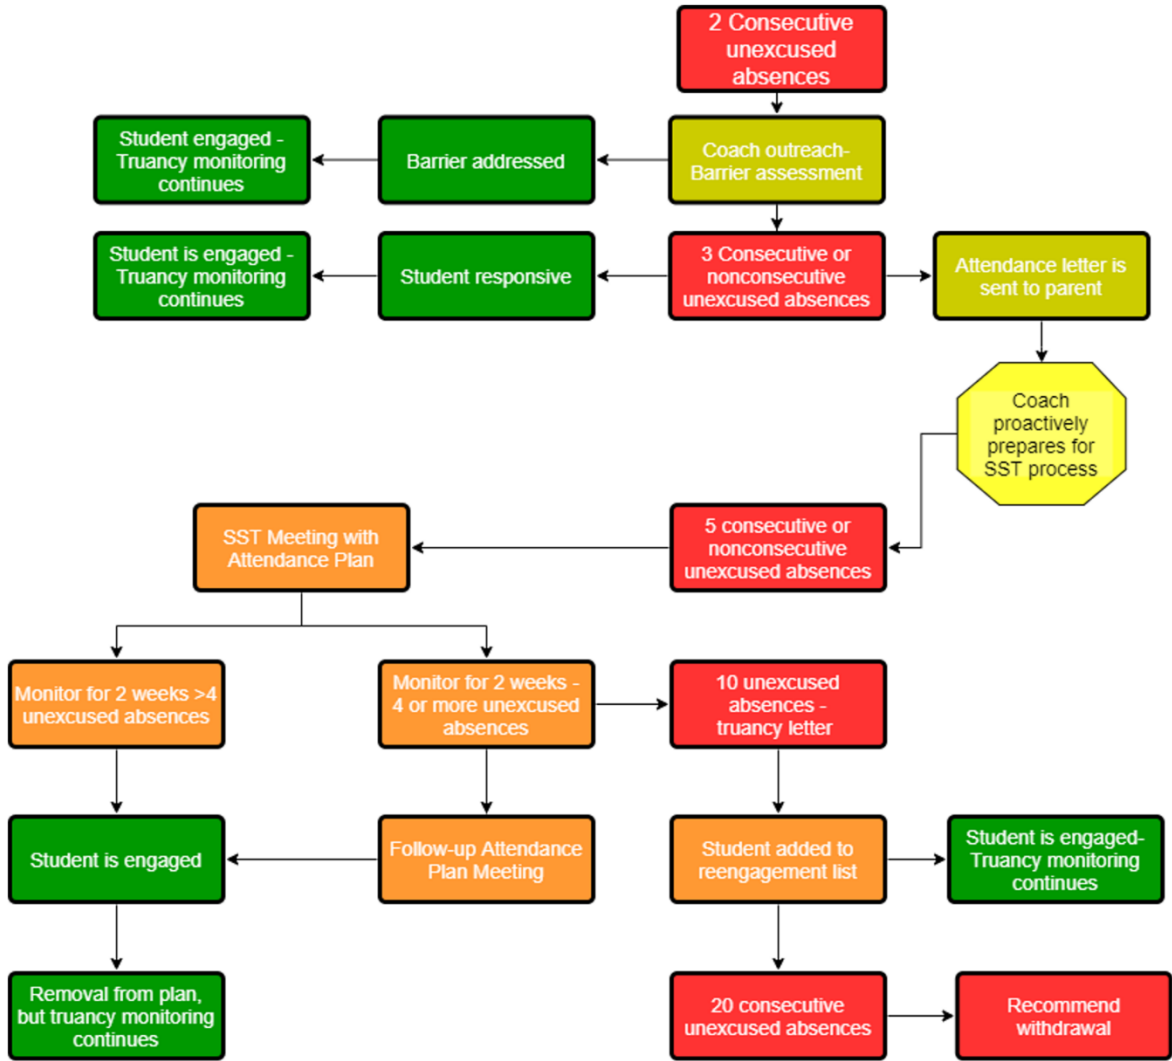 2 Consecutive
unexcused
absences
Student engaged -
Truancy monitoring
continues
Barrier addressed
Coach outreach-
Barrier assessment
Student is engaged -
Truancy monitoring
continues
Student responsive
3 Consecutive or
nonconsecutive
unexcused absences
Attendance letter is
sent to parent
Coach
proactively
prepares for
SST process
SST Meeting with
Attendance Plan
5 consecutive or
nonconsecutive
unexcused absences
Monitor for 2 weeks >4
unexcused absences
Monitor for 2 weeks -
4 or more unexcused
absences
10 unexcused
absences -
truancy letter
Student is engaged
Follow-up Attendance
Plan Meeting
Student added to
reengagement list
Student is engaged-
Truancy monitoring
continues
Removal from plan,
but truancy monitoring
continues
20 consecutive
unexcused absences
Recommend
withdrawal